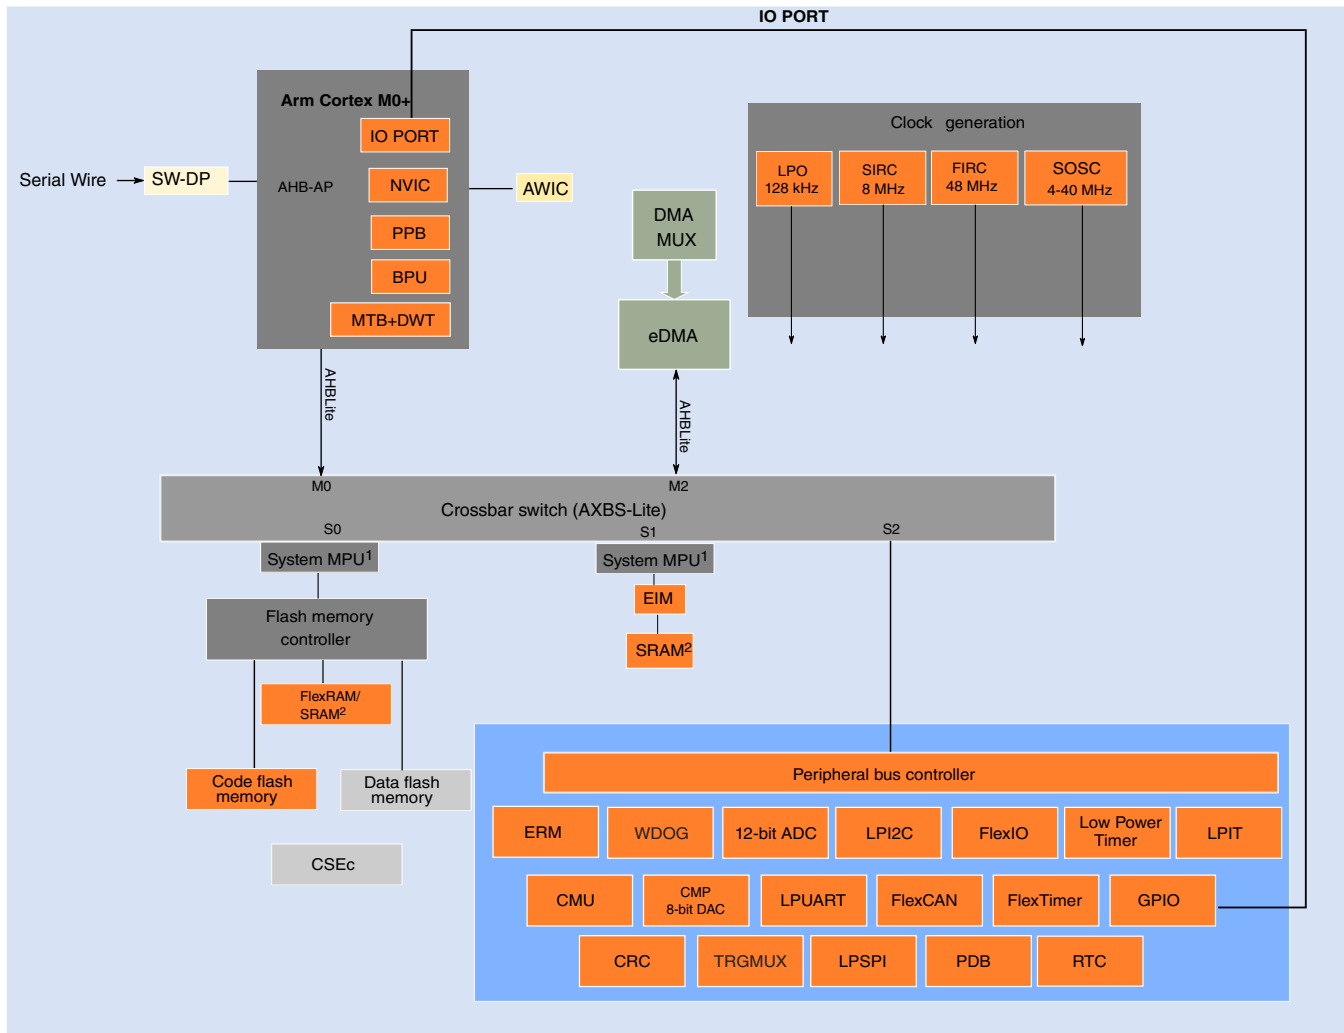 IO PORT
Arm Cortex M0+
IO PORT
Serial Wire
SW-DP
AHB-AP
NVIC
AWIC
PPB
BPU
MTB+DWT
DMA
MUX
eDMA
Clock generation
LPO
128 kHz
SIRC
8 MHz
FIRC
48 MHz
SOSC
4-40 MHz
AHBLite
AHBLite
M0
M2
Crossbar switch (AXBS-Lite)
S0
S1
S2
System MPU1
System MPU1
EIM
SRAM2
Flash memory
controller
FlexRAM/
SRAM2
Code flash
memory
Data flash
memory
CSEc
Peripheral bus controller
ERM
WDOG
12-bit ADC
LPI2C
FlexIO
Low Power
Timer
LPIT
CMU
CMP
8-bit DAC
LPUART
FlexCAN
FlexTimer
GPIO
CRC
TRGMUX
LPSPI
PDB
RTC